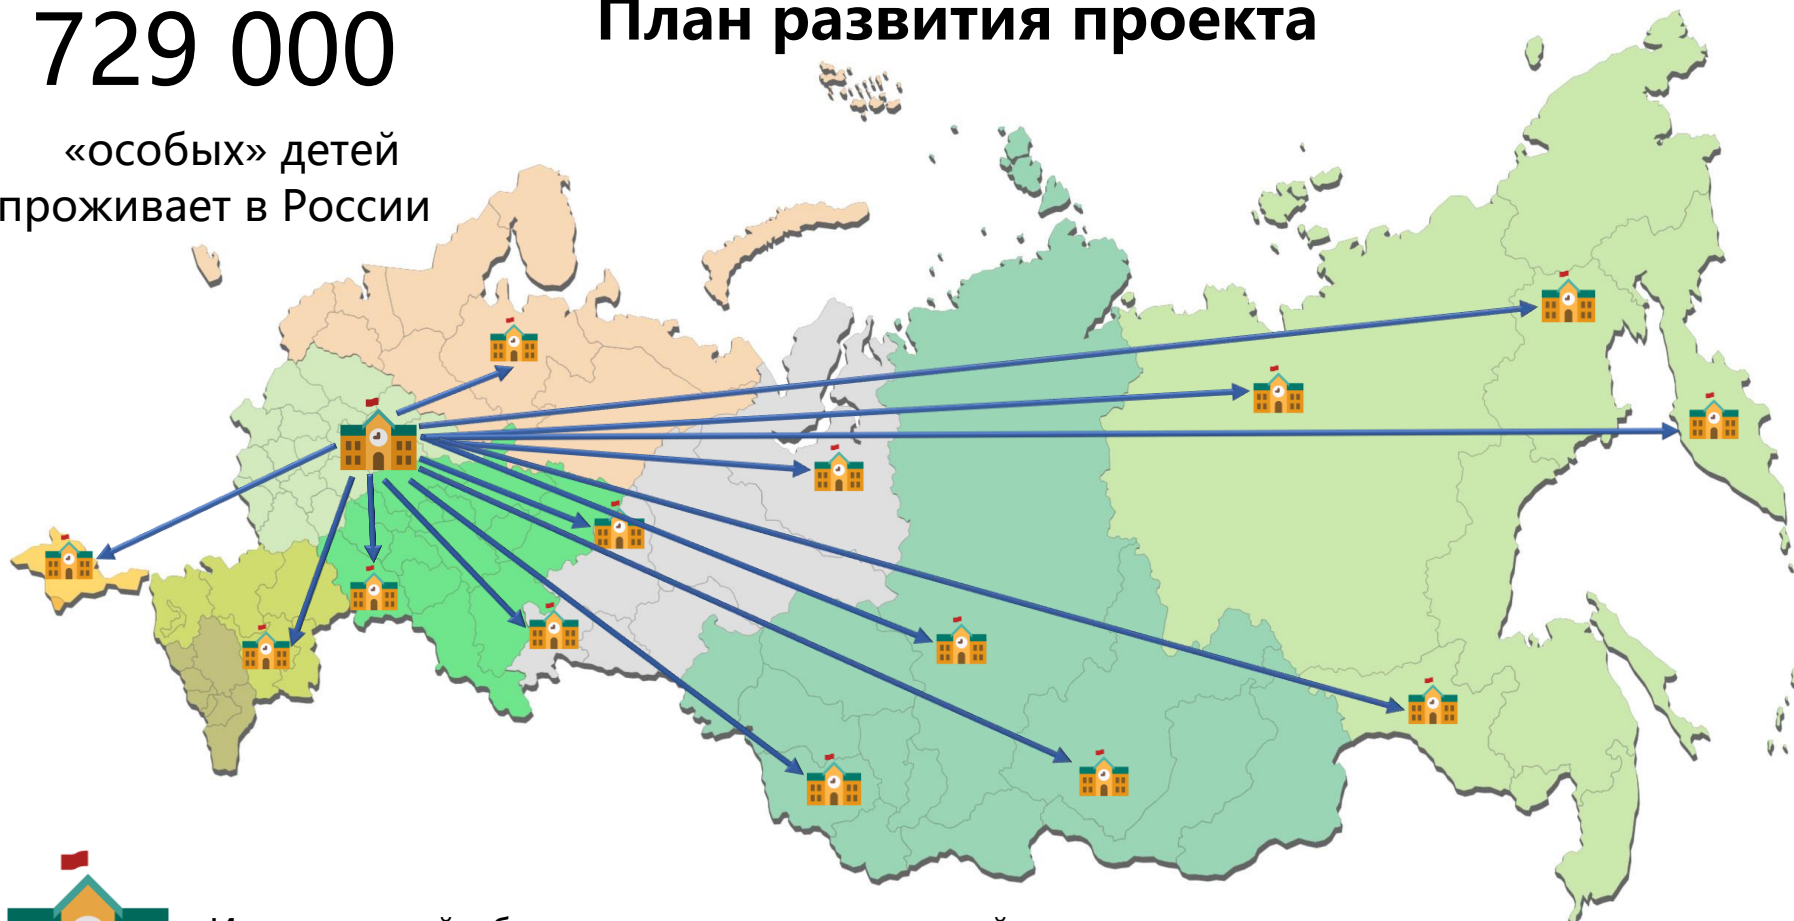 729 000
План развития проекта
«особых» детей
проживает в России